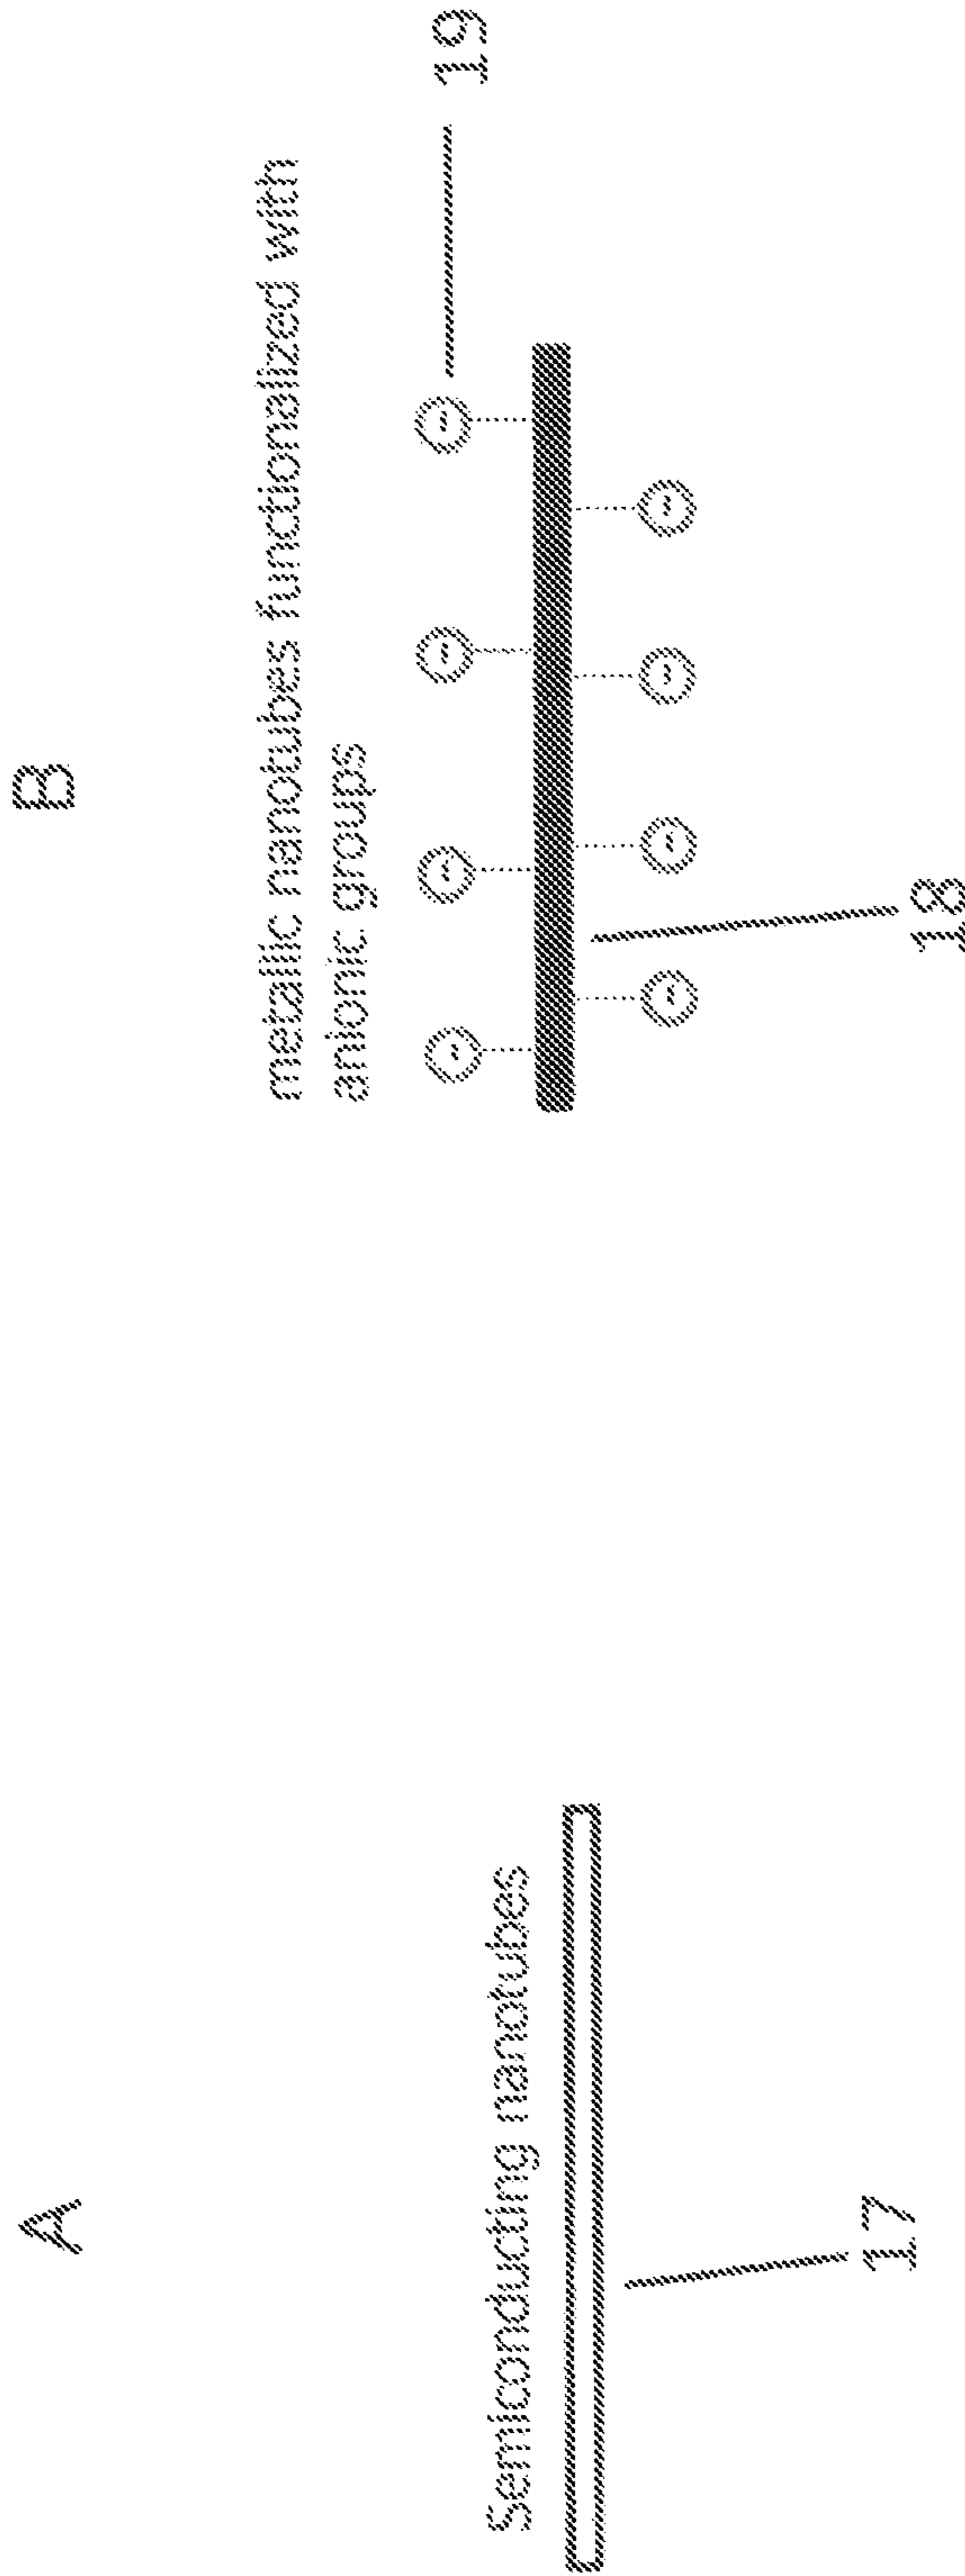 A
Semiconducting nanotubes
17
B
metallic nanotubes functionalized with
anionic groups
19
18